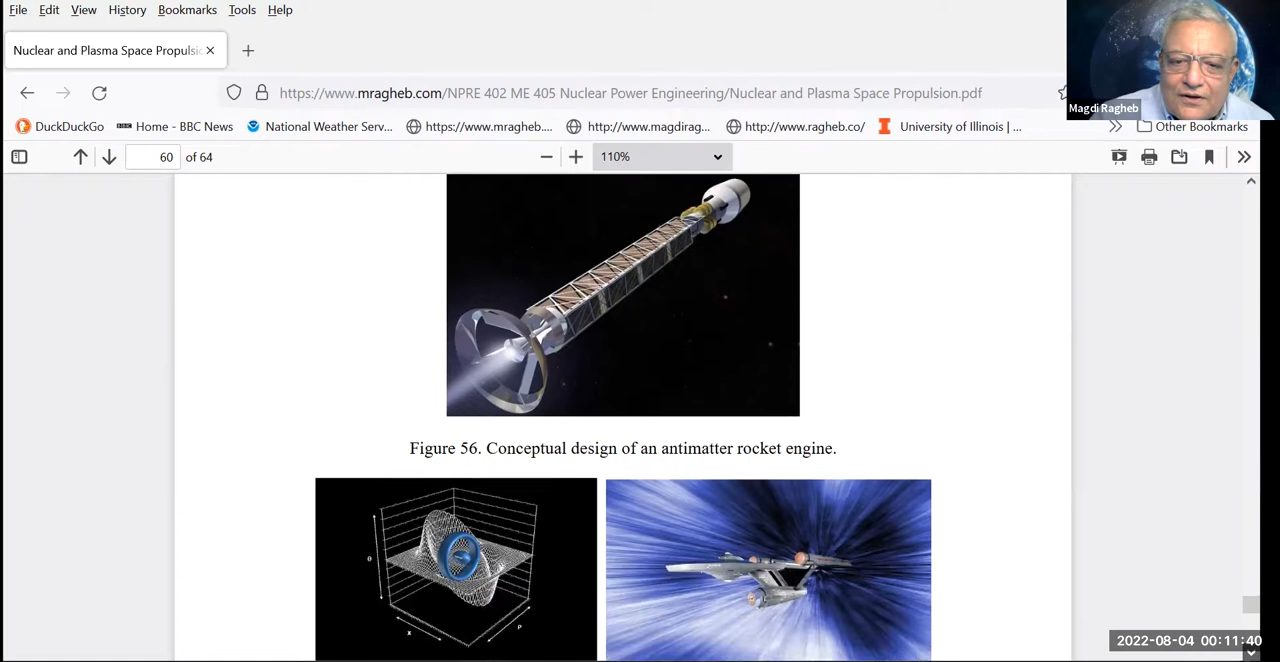 File Edit View History Bookmarks Tools Help
Nuclear and Plasma Space Propulsic
https://www.mragheb.com/NPRE 402 ME 405 Nuclear Power Engineering/Nuclear and Plasma Space Propulsion.pdf
Magdi Ragheb
DuckDuckGo BBC Home - BBC News National Weather Serv... https://www.mragheb.... http://www.magdirag... http://www.ragheb.co/ University of Illinois |... Other Bookmarks
60 of 64 110%
Figure 56. Conceptual design of an antimatter rocket engine.
θ
x ρ
2022-08-04 00:11:40